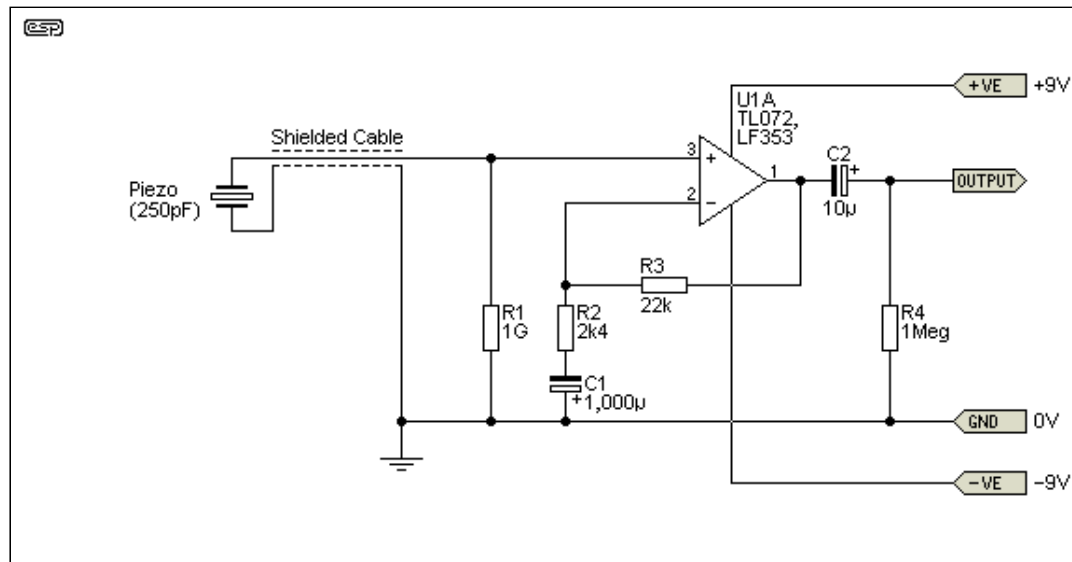 esp
+VE +9V
U1A
TL072,
LF353
Shielded Cable
3
+
C2
+
1
OUTPUT
Piezo
(250pF)
2
−
10µ
R3
22k
R1
1G
R2
2k4
R4
1Meg
C1
+1,000µ
GND 0V
−VE −9V